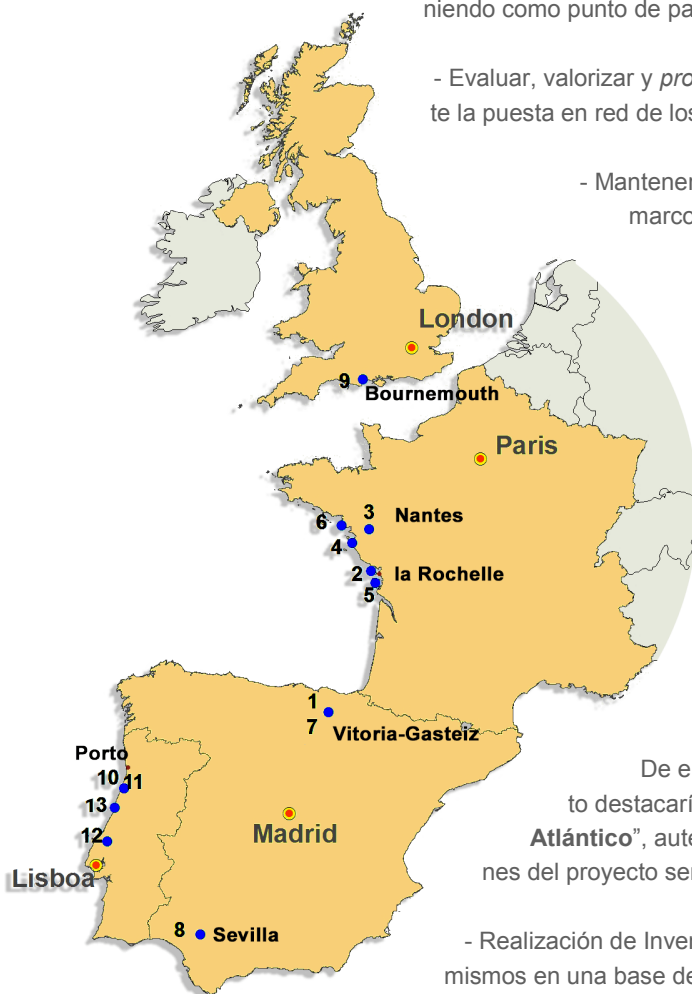 niendo como punto de pa
- Evaluar, valorizar y pro
te la puesta en red de los
- Mantener
marco
London
9
Bournemouth
Paris
3
Nantes
6
4
2
la Rochelle
5
1
7
Vitoria-Gasteiz
Porto
10
11
13
12
Lisboa
Madrid
8
Sevilla
De e
to destacarí
Atlántico”, aute
nes del proyecto ser
- Realización de Inver
mismos en una base de